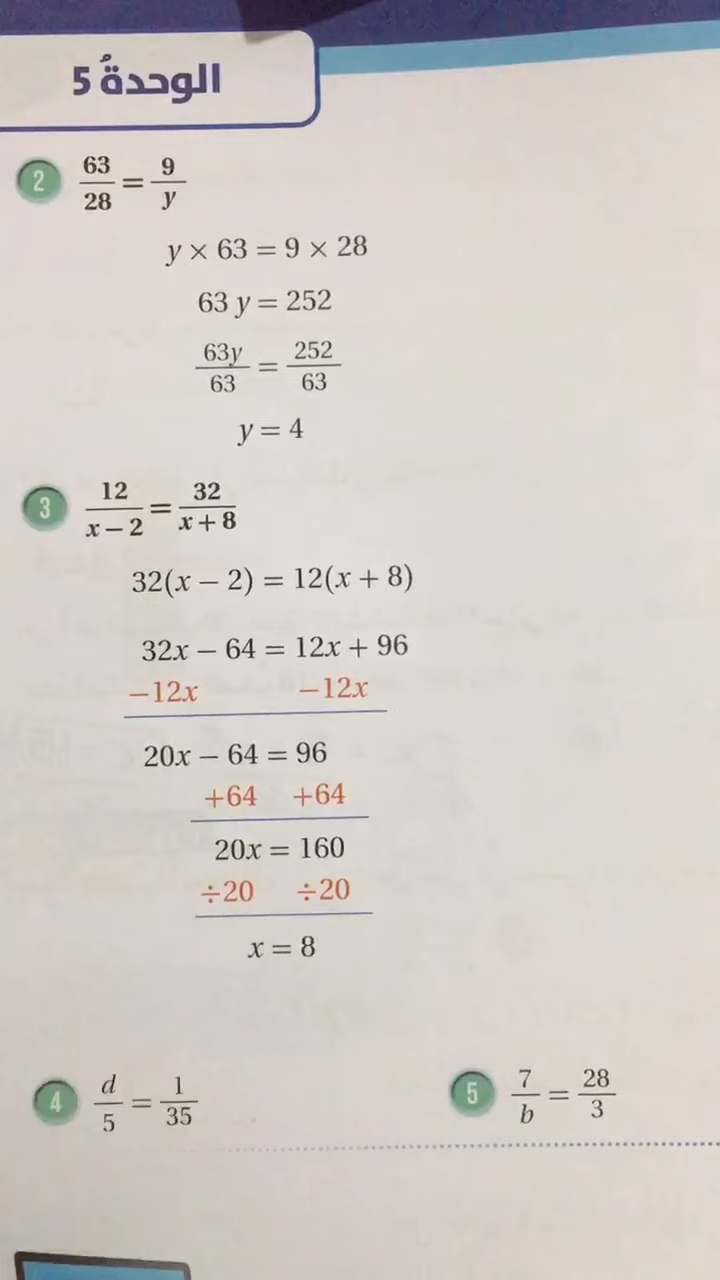 الوحدةُ 5
2 63/28 = 9/y
y × 63 = 9 × 28
63 y = 252
63y/63 = 252/63
y = 4
3 12/(x − 2) = 32/(x + 8)
32(x − 2) = 12(x + 8)
32x − 64 = 12x + 96
−12x −12x
20x − 64 = 96
+64 +64
20x = 160
÷20 ÷20
x = 8
4 d/5 = 1/35
5 7/b = 28/3